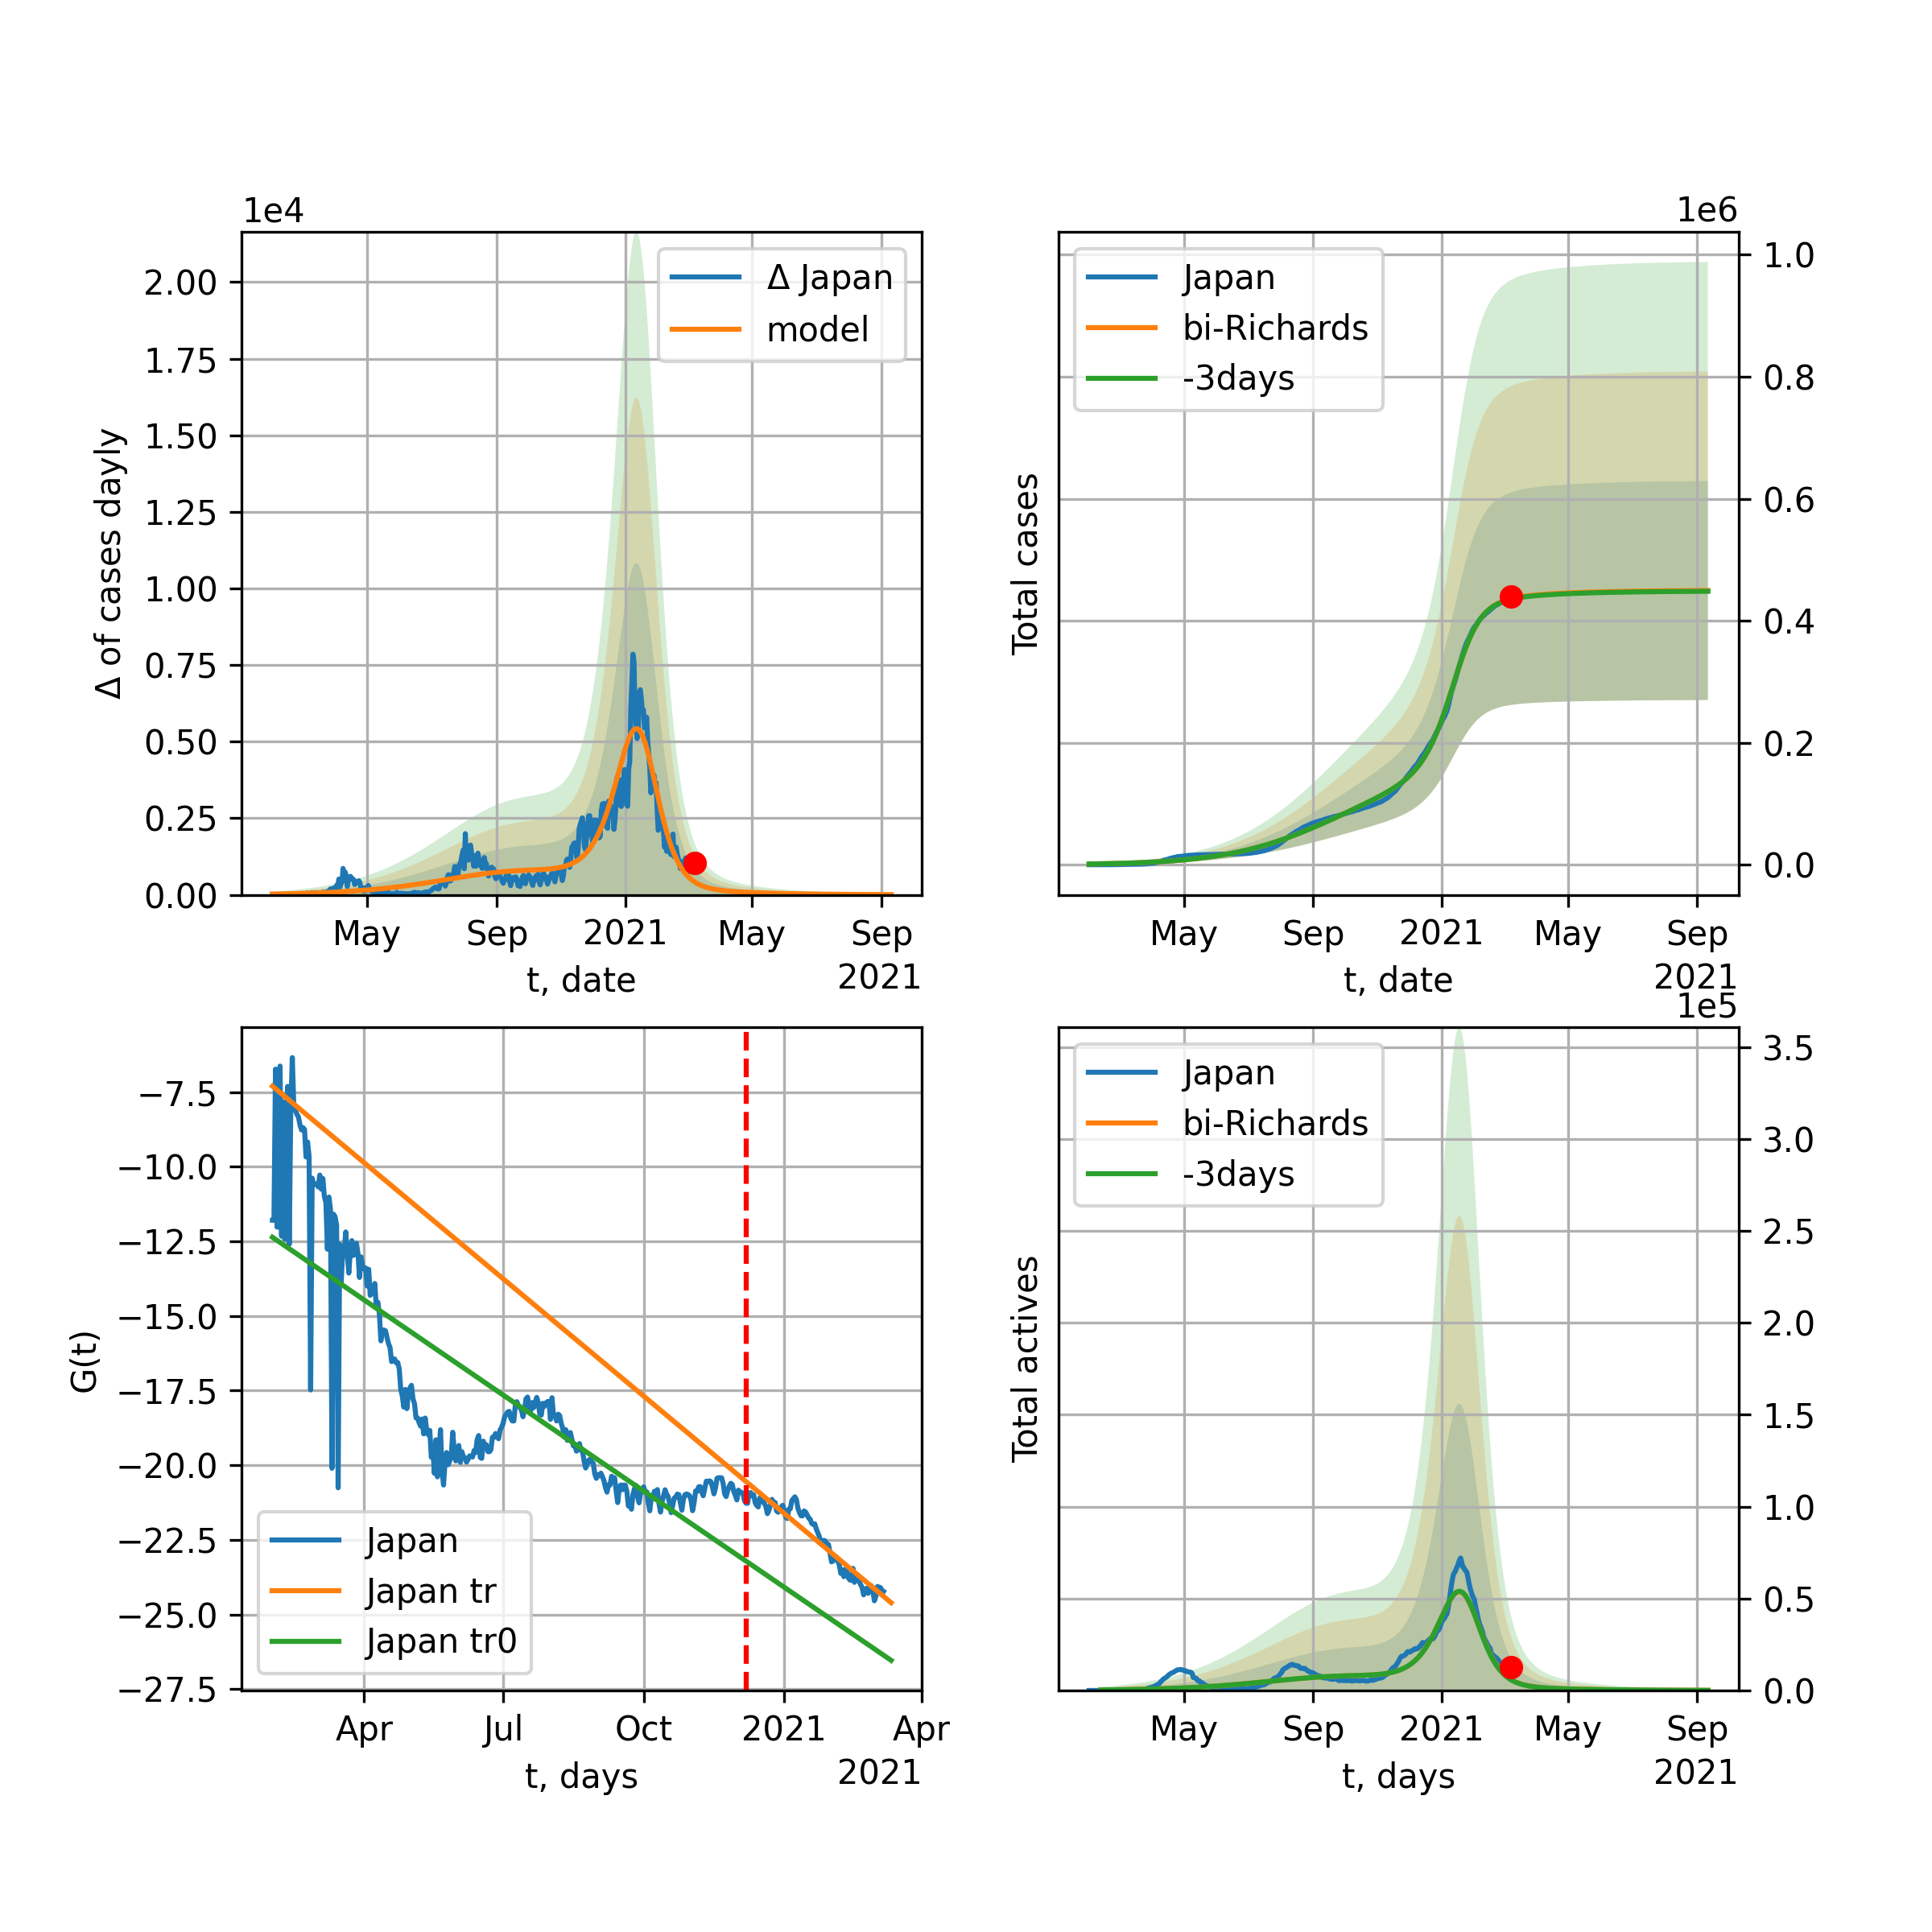 1e4
2.00
1.75
1.50
1.25
1.00
0.75
0.50
0.25
0.00
Δ of cases dayly
Δ Japan
model
May Sep 2021 May Sep
t, date 2021
1e6
Japan
bi-Richards
-3days
Total cases
1.0
0.8
0.6
0.4
0.2
0.0
May Sep 2021 May Sep
t, date 2021
−7.5
−10.0
−12.5
−15.0
−17.5
−20.0
−22.5
−25.0
−27.5
G(t)
Japan
Japan tr
Japan tr0
Apr Jul Oct 2021 Apr
t, days 2021
1e5
Japan
bi-Richards
-3days
Total actives
3.5
3.0
2.5
2.0
1.5
1.0
0.5
0.0
May Sep 2021 May Sep
t, days 2021